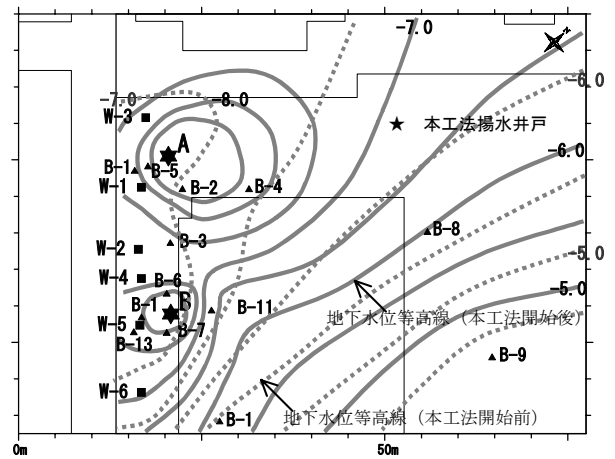 -7.0
-6.0
-7.0
-8.0
W-3
A
★ 本工法揚水井戸
-6.0
B-1
B-5
W-1
B-2
B-4
B-8
W-2
B-3
-5.0
W-4
B-6
-5.0
B-1
B
B-11
W-5
B-7
地下水位等高線（本工法開始後）
B-13
B-9
W-6
B-1
地下水位等高線（本工法開始前）
0m
50m